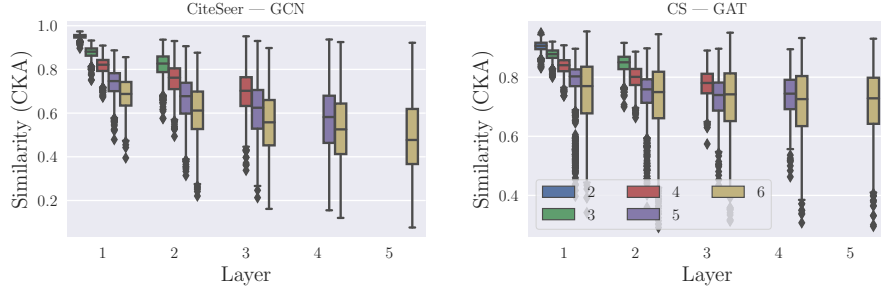 CiteSeer — GCN
1.0
0.8
0.6
0.4
0.2
Similarity (CKA)
1 2 3 4 5
Layer
CS — GAT
0.8
0.6
0.4
Similarity (CKA)
2 4 6
3 5
1 2 3 4 5
Layer